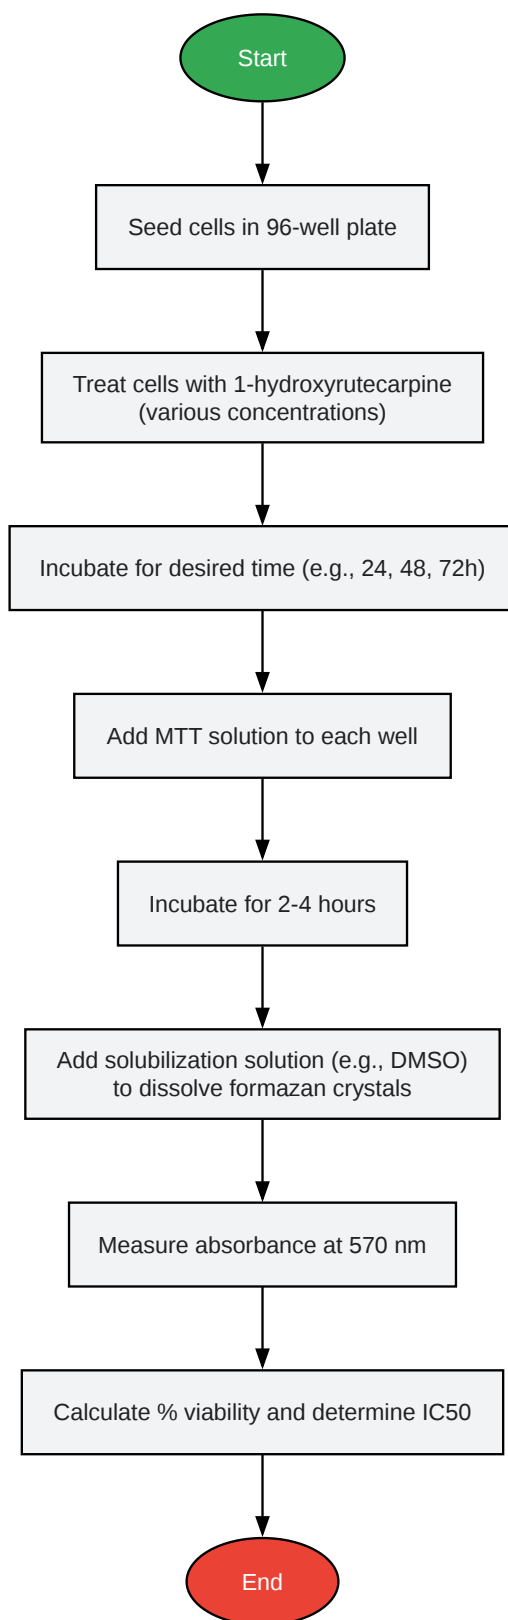 Start
Seed cells in 96-well plate
Treat cells with 1-hydroxyrutecarpine
(various concentrations)
Incubate for desired time (e.g., 24, 48, 72h)
Add MTT solution to each well
Incubate for 2-4 hours
Add solubilization solution (e.g., DMSO)
to dissolve formazan crystals
Measure absorbance at 570 nm
Calculate % viability and determine IC50
End